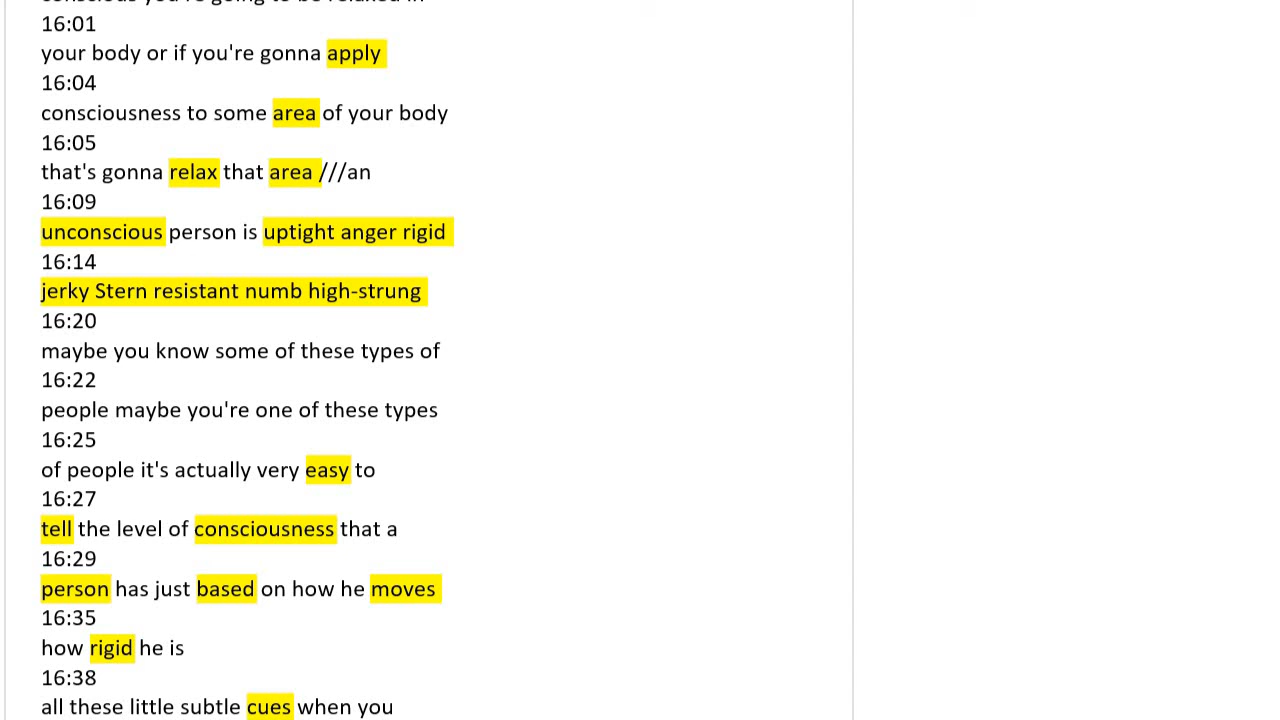 16:01
your body or if you're gonna apply
16:04
consciousness to some area of your body
16:05
that's gonna relax that area ///an
16:09
unconscious person is uptight anger rigid
16:14
jerky Stern resistant numb high-strung
16:20
maybe you know some of these types of
16:22
people maybe you're one of these types
16:25
of people it's actually very easy to
16:27
tell the level of consciousness that a
16:29
person has just based on how he moves
16:35
how rigid he is
16:38
all these little subtle cues when you